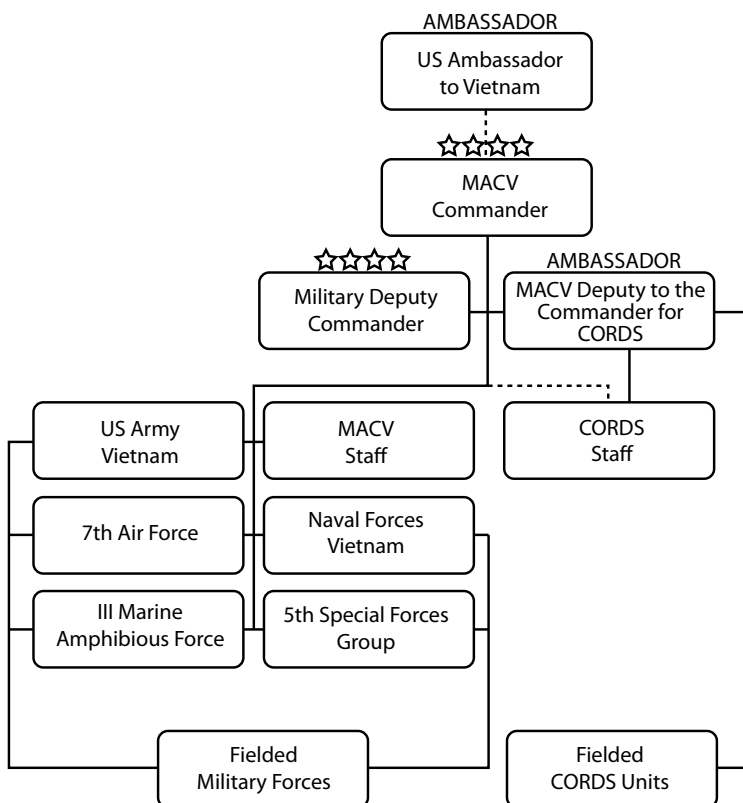 AMBASSADOR
US Ambassador
to Vietnam
MACV
Commander
Military Deputy
Commander
AMBASSADOR
MACV Deputy to the
Commander for
CORDS
US Army
Vietnam
MACV
Staff
CORDS
Staff
7th Air Force
Naval Forces
Vietnam
III Marine
Amphibious Force
5th Special Forces
Group
Fielded
Military Forces
Fielded
CORDS Units